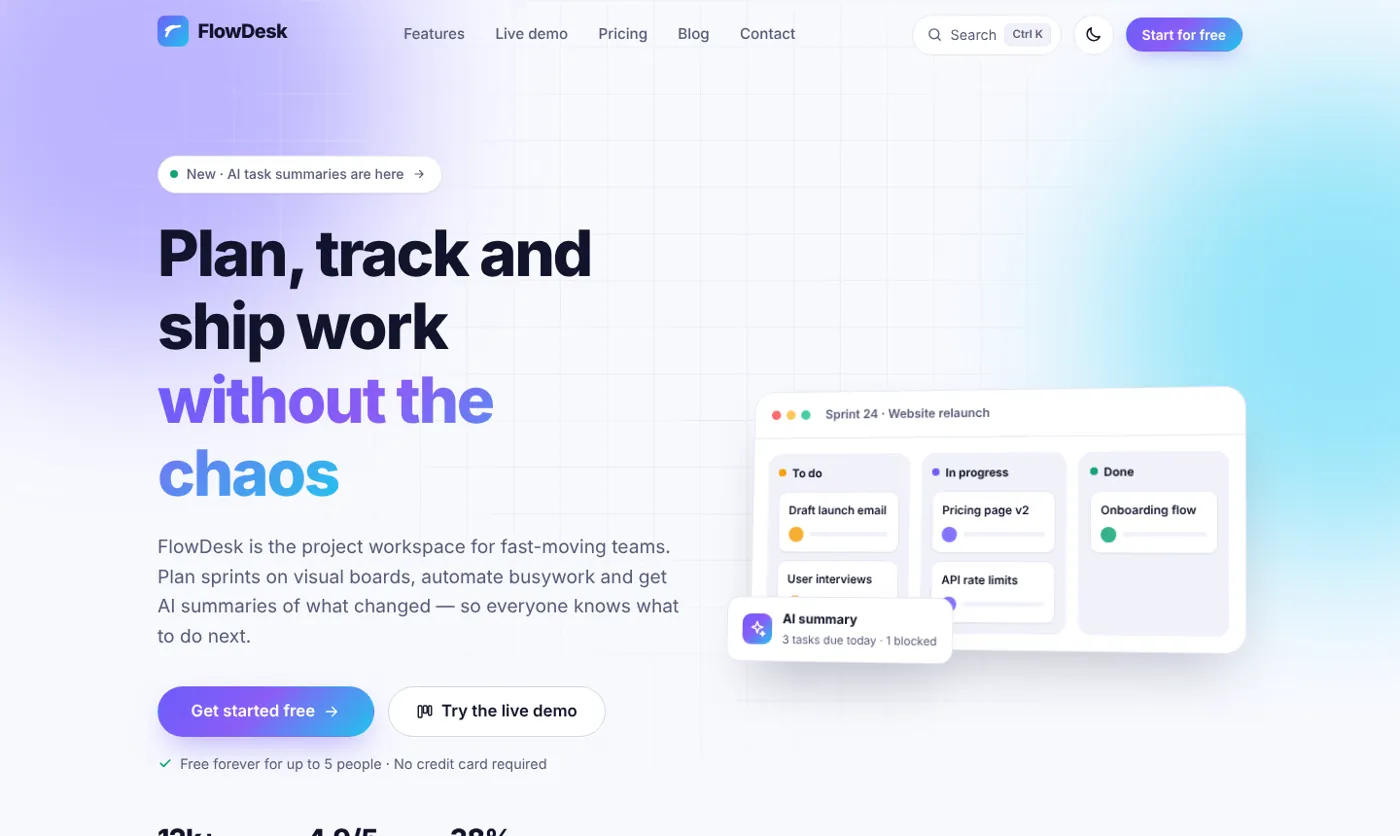 FlowDesk
Features
Live demo
Pricing
Blog
Contact
Search
Ctrl K
Start for free
New · AI task summaries are here →
Plan, track and
ship work
without the
chaos
FlowDesk is the project workspace for fast-moving teams.
Plan sprints on visual boards, automate busywork and get
AI summaries of what changed — so everyone knows what
to do next.
Get started free →
Try the live demo
Free forever for up to 5 people · No credit card required
Sprint 24 · Website relaunch
To do
Draft launch email
User interviews
In progress
Pricing page v2
API rate limits
Done
Onboarding flow
AI summary
3 tasks due today · 1 blocked